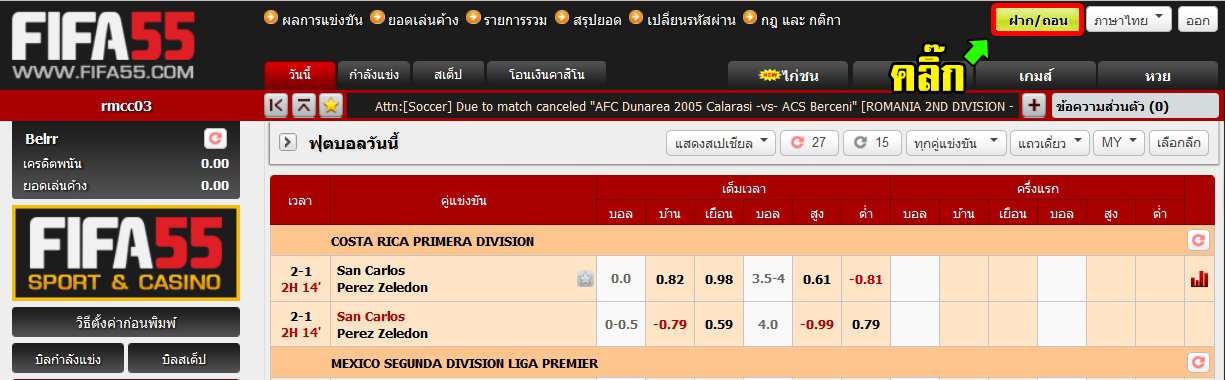 FIFA55
WWW.FIFA55.COM
ผลการแข่งขัน ยอดเล่นค้าง รายการรวม สรุปยอด เปลี่ยนรหัสผ่าน กฎ และ กติกา
ฝาก/ถอน ภาษาไทย ออก
คลิ๊ก
วันนี้ กำลังแข่ง สเต็ป โอนเงินคาสิโน NEW ไก่ชน เกมส์ หวย
rmcc03 Attn:[Soccer] Due to match canceled "AFC Dunarea 2005 Calarasi -vs- ACS Berceni" [ROMANIA 2ND DIVISION - ข้อความส่วนตัว (0)
Belrr
เครดิตพนัน 0.00
ยอดเล่นค้าง 0.00
FIFA55
SPORT & CASINO
วิธีตั้งค่าก่อนพิมพ์
บิลกำลังแข่ง บิลสเต็ป
ฟุตบอลวันนี้ แสดงสเปเชียล 27 15 ทุกคู่แข่งขัน แถวเดี่ยว MY เลือกลีก
เวลา คู่แข่งขัน เต็มเวลา ครึ่งแรก
บอล บ้าน เยือน บอล สูง ต่ำ บอล บ้าน เยือน บอล สูง ต่ำ
COSTA RICA PRIMERA DIVISION
2-1 San Carlos 0.0 0.82 0.98 3.5-4 0.61 -0.81
2H 14' Perez Zeledon
2-1 San Carlos 0-0.5 -0.79 0.59 4.0 -0.99 0.79
2H 14' Perez Zeledon
MEXICO SEGUNDA DIVISION LIGA PREMIER